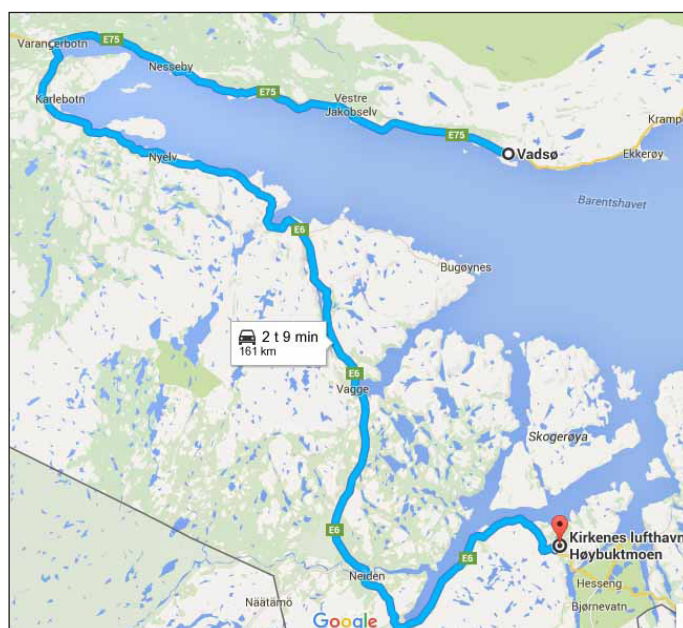 Varangerbotn
E75
Nesseby
E75
Karlebotn
Vestre
Jakobselv
E75
Vadsø
Kramp
Ekkerøy
Nyelv
Barentshavet
E6
Bugøynes
2 t 9 min
161 km
E6
Vagge
Skogerøya
E6
E6
Kirkenes lufthavn
Høybuktmoen
Neiden
Hesseng
Näätämö
Bjørnevatn
Google